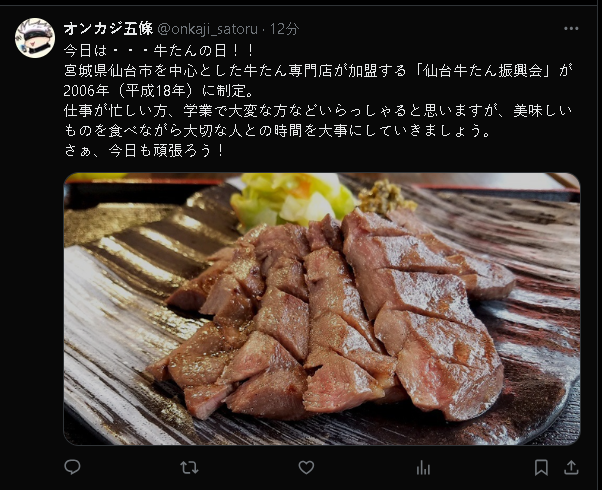 オンカジ五條 @onkaji_satoru · 12分
今日は・・・牛たんの日！！
宮城県仙台市を中心とした牛たん専門店が加盟する「仙台牛たん振興会」が
2006年（平成18年）に制定。
仕事が忙しい方、学業で大変な方などいらっしゃると思いますが、美味しい
ものを食べながら大切な人との時間を大事にしていきましょう。
さぁ、今日も頑張ろう！